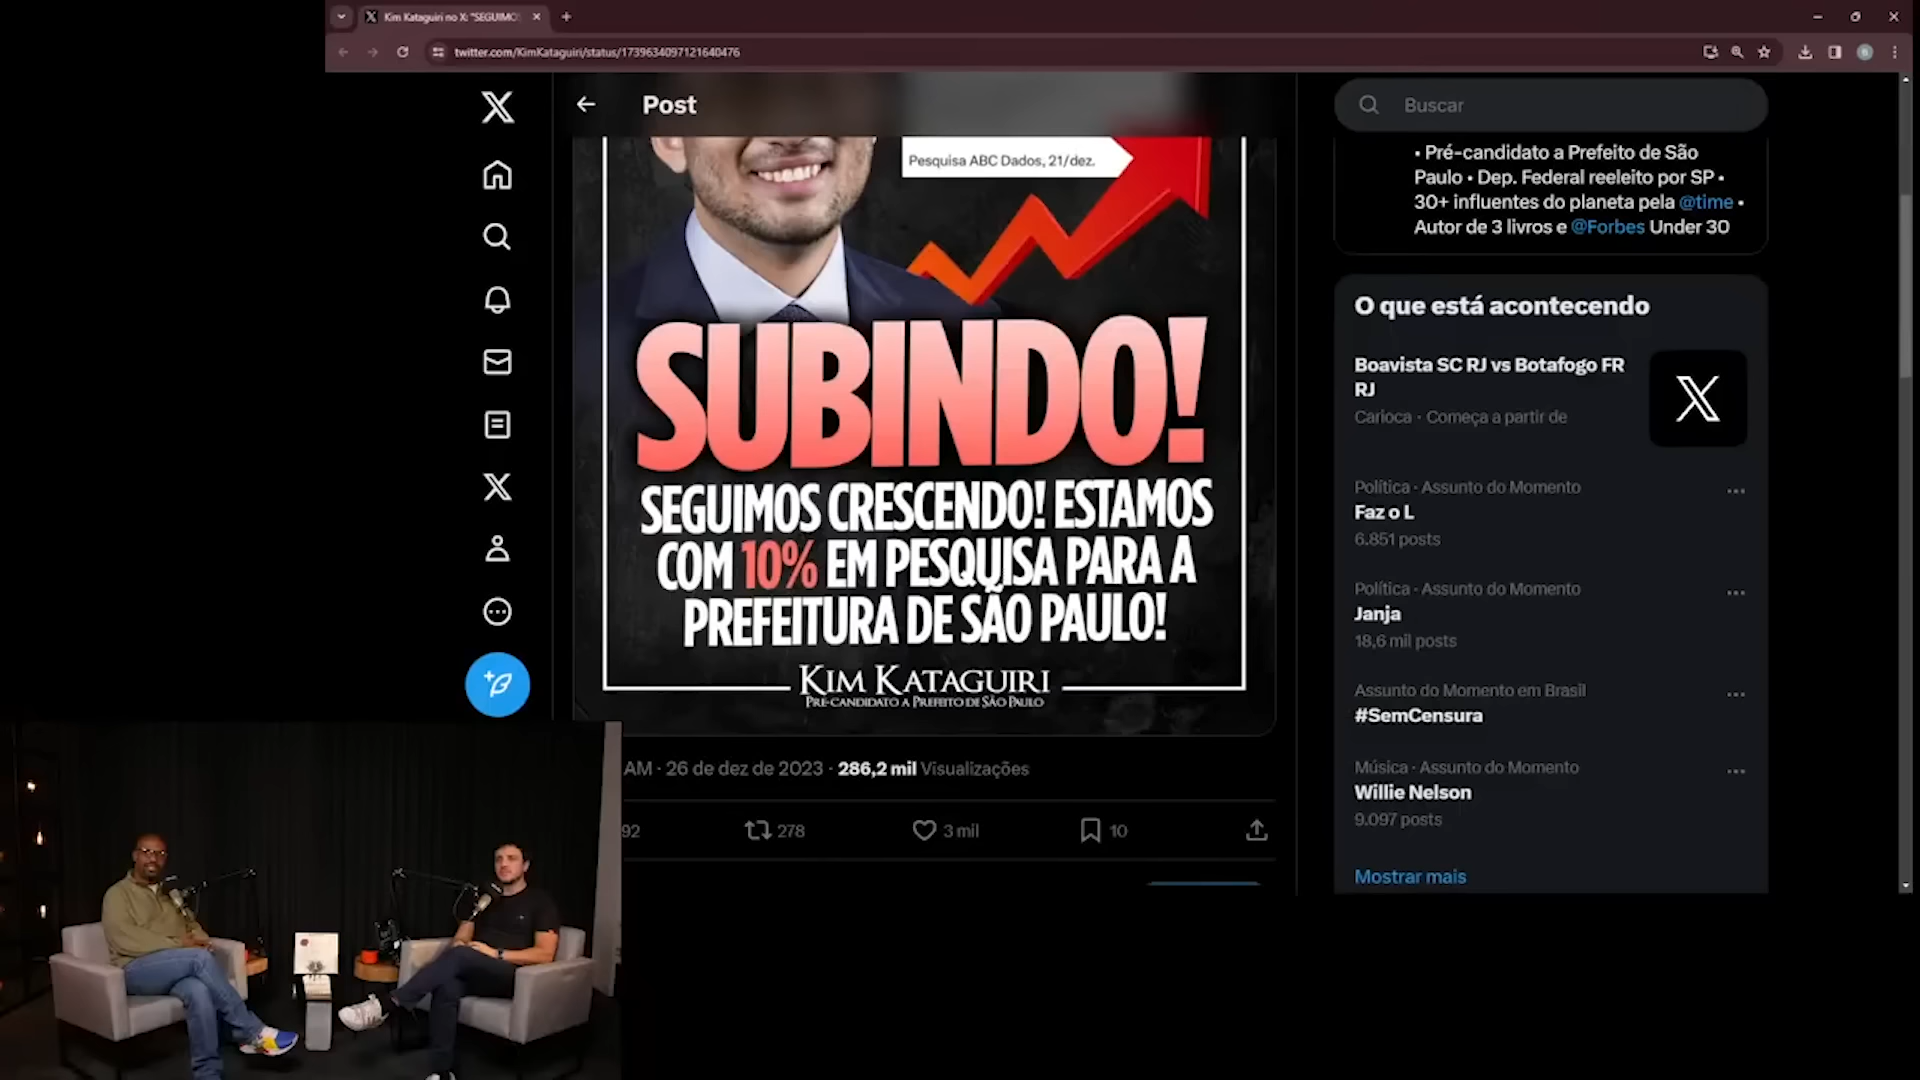 Kim Kataguiri no X: "SEGUIMOS
twitter.com/KimKataguiri/status/1739634097121640476
Post
Pesquisa ABC Dados, 21/dez.
SUBINDO!
SEGUIMOS CRESCENDO! ESTAMOS
COM 10% EM PESQUISA PARA A
PREFEITURA DE SÃO PAULO!
KIM KATAGUIRI
PRÉ-CANDIDATO A PREFEITO DE SÃO PAULO
AM · 26 de dez de 2023 · 286,2 mil Visualizações
92
278
3 mil
10
Buscar
• Pré-candidato a Prefeito de São
Paulo • Dep. Federal reeleito por SP •
30+ influentes do planeta pela @time •
Autor de 3 livros e @Forbes Under 30
O que está acontecendo
Boavista SC RJ vs Botafogo FR
RJ
Carioca · Começa a partir de
Política · Assunto do Momento
Faz o L
6.851 posts
Política · Assunto do Momento
Janja
18,6 mil posts
Assunto do Momento em Brasil
#SemCensura
Música · Assunto do Momento
Willie Nelson
9.097 posts
Mostrar mais